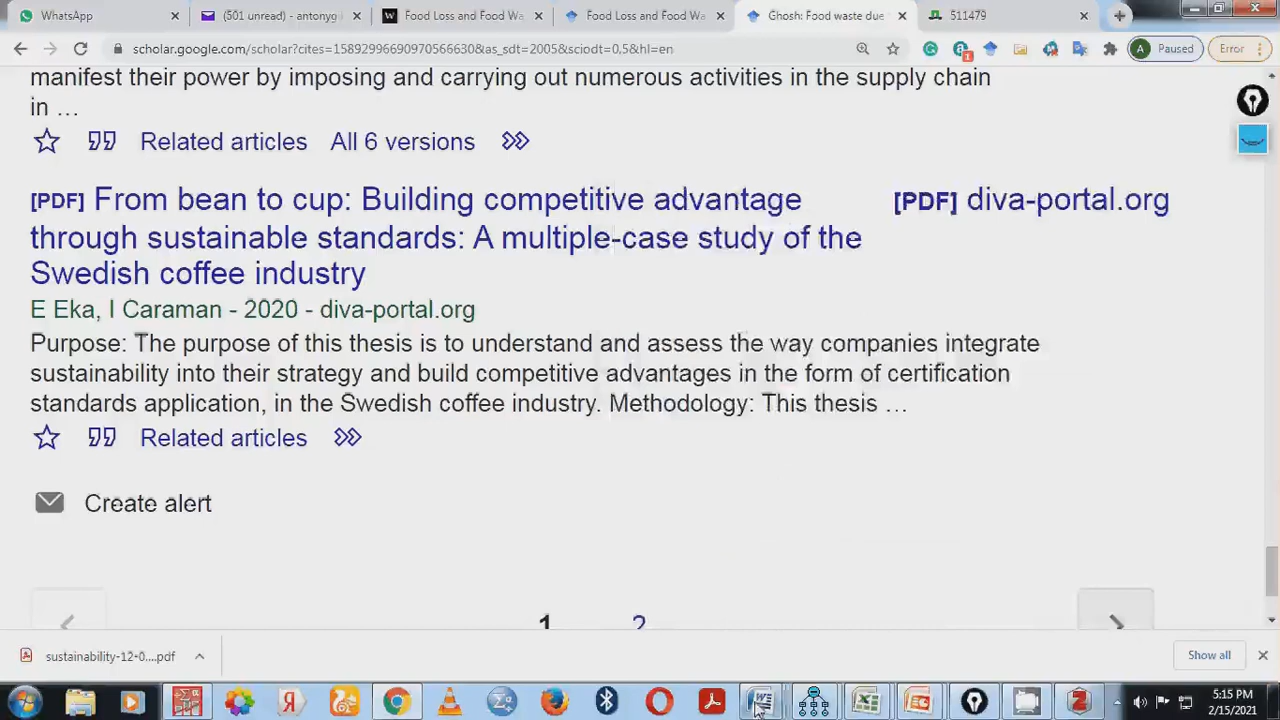 WhatsApp
(501 unread) - antonyg
Food Loss and Food Wa
Food Loss and Food Wa
Ghosh: Food waste due
511479
scholar.google.com/scholar?cites=15892996690970566630&as_sdt=2005&sciodt=0,5&hl=en
1
A Paused
Error
manifest their power by imposing and carrying out numerous activities in the supply chain
in …
Related articles All 6 versions
[PDF] From bean to cup: Building competitive advantage
through sustainable standards: A multiple-case study of the
Swedish coffee industry
[PDF] diva-portal.org
E Eka, I Caraman - 2020 - diva-portal.org
Purpose: The purpose of this thesis is to understand and assess the way companies integrate
sustainability into their strategy and build competitive advantages in the form of certification
standards application, in the Swedish coffee industry. Methodology: This thesis …
Related articles
Create alert
1 2
sustainability-12-0....pdf
Show all
5:15 PM
2/15/2021